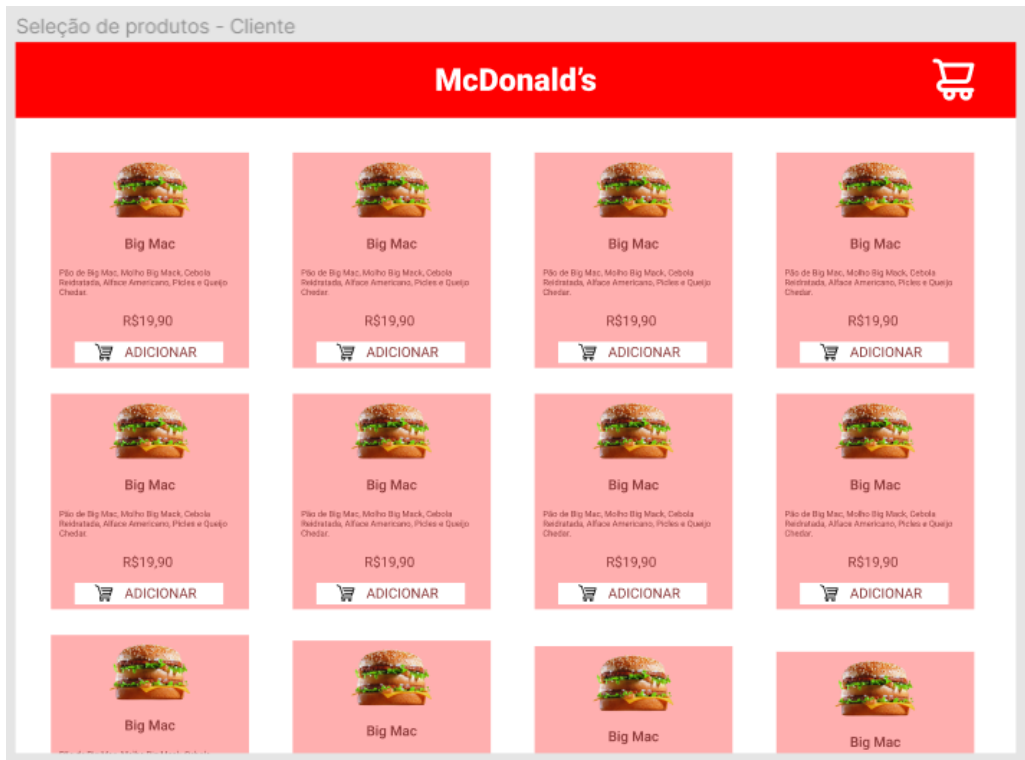 Seleção de produtos - Cliente
McDonald's
Big Mac
Big Mac
Big Mac
Big Mac
Pão de Big Mac, Molho Big Mack, Cebola
Reidratada, Alface Americano, Picles e Queijo
Chedar.
Pão de Big Mac, Molho Big Mack, Cebola
Reidratada, Alface Americano, Picles e Queijo
Chedar.
Pão de Big Mac, Molho Big Mack, Cebola
Reidratada, Alface Americano, Picles e Queijo
Chedar.
Pão de Big Mac, Molho Big Mack, Cebola
Reidratada, Alface Americano, Picles e Queijo
Chedar.
R$19,90
R$19,90
R$19,90
R$19,90
ADICIONAR
ADICIONAR
ADICIONAR
ADICIONAR
Big Mac
Big Mac
Big Mac
Big Mac
Pão de Big Mac, Molho Big Mack, Cebola
Reidratada, Alface Americano, Picles e Queijo
Chedar.
Pão de Big Mac, Molho Big Mack, Cebola
Reidratada, Alface Americano, Picles e Queijo
Chedar.
Pão de Big Mac, Molho Big Mack, Cebola
Reidratada, Alface Americano, Picles e Queijo
Chedar.
Pão de Big Mac, Molho Big Mack, Cebola
Reidratada, Alface Americano, Picles e Queijo
Chedar.
R$19,90
R$19,90
R$19,90
R$19,90
ADICIONAR
ADICIONAR
ADICIONAR
ADICIONAR
Big Mac
Big Mac
Big Mac
Big Mac